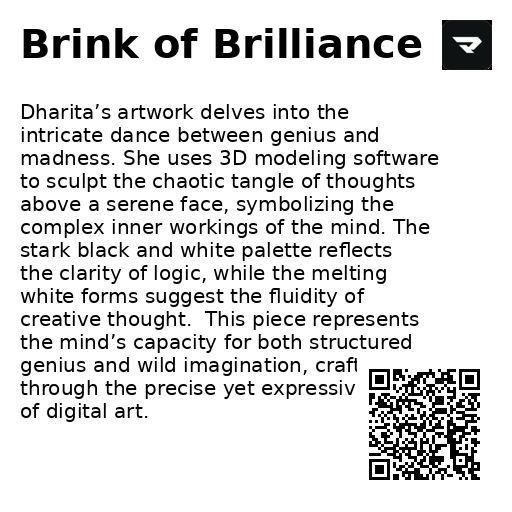 Brink of Brilliance
Dharita’s artwork delves into the
intricate dance between genius and
madness. She uses 3D modeling software
to sculpt the chaotic tangle of thoughts
above a serene face, symbolizing the
complex inner workings of the mind. The
stark black and white palette reflects
the clarity of logic, while the melting
white forms suggest the fluidity of
creative thought.  This piece represents
the mind’s capacity for both structured
genius and wild imagination, craft
through the precise yet expressiv
of digital art.